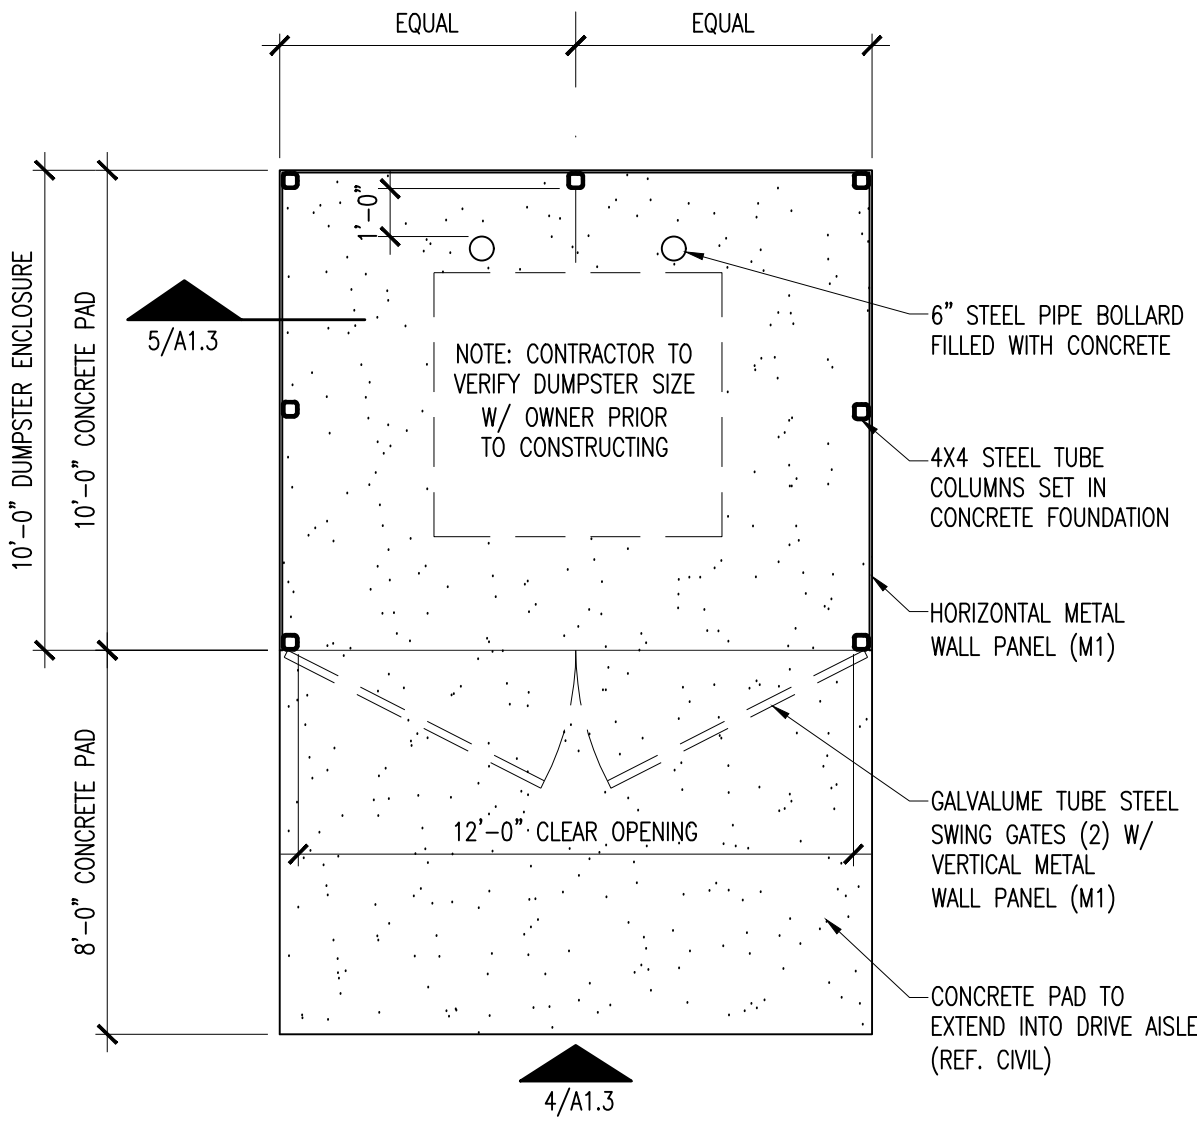 EQUAL
EQUAL
10'-0" DUMPSTER ENCLOSURE
10'-0" CONCRETE PAD
1'-0"
5/A1.3
NOTE: CONTRACTOR TO
VERIFY DUMPSTER SIZE
W/ OWNER PRIOR
TO CONSTRUCTING
6" STEEL PIPE BOLLARD
FILLED WITH CONCRETE
4X4 STEEL TUBE
COLUMNS SET IN
CONCRETE FOUNDATION
HORIZONTAL METAL
WALL PANEL (M1)
8'-0" CONCRETE PAD
12'-0" CLEAR OPENING
GALVALUME TUBE STEEL
SWING GATES (2) W/
VERTICAL METAL
WALL PANEL (M1)
CONCRETE PAD TO
EXTEND INTO DRIVE AISLE
(REF. CIVIL)
4/A1.3